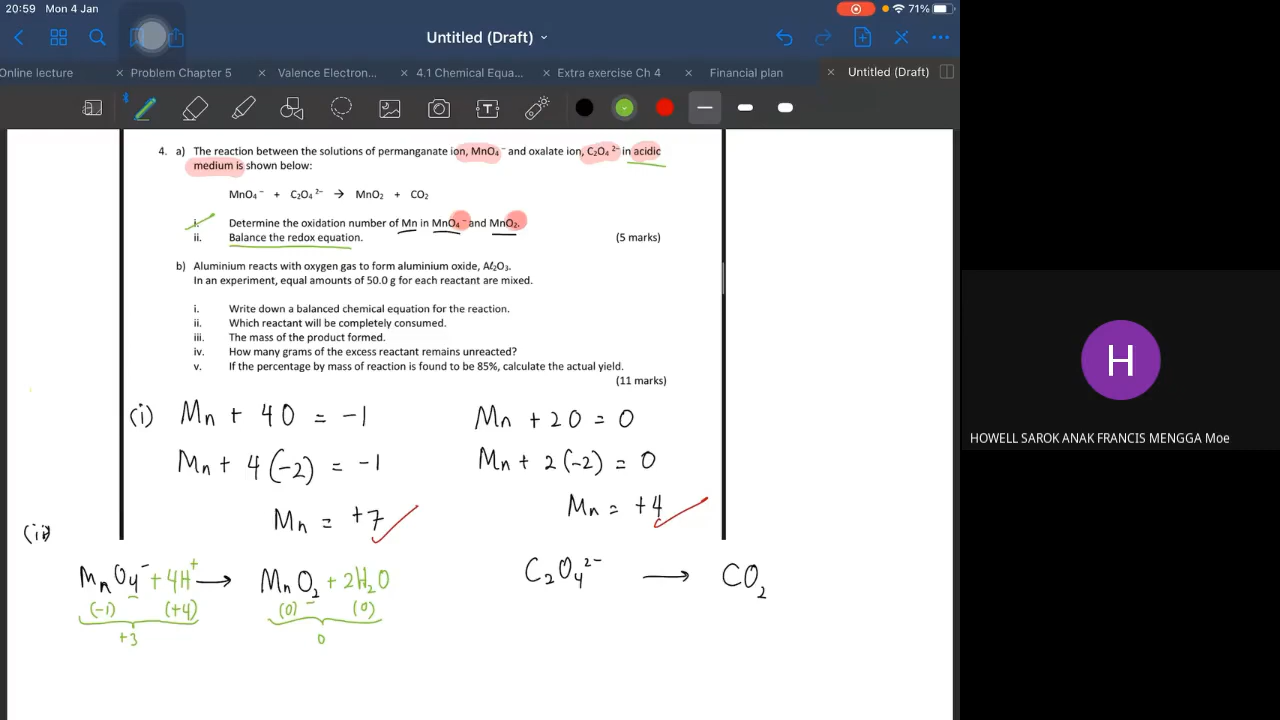 20:59 Mon 4 Jan
71%
Untitled (Draft)
Online lecture
Problem Chapter 5
Valence Electron...
4.1 Chemical Equa...
Extra exercise Ch 4
Financial plan
Untitled (Draft)
4. a) The reaction between the solutions of permanganate ion, MnO₄⁻ and oxalate ion, C₂O₄²⁻ in acidic
medium is shown below:
MnO₄⁻ + C₂O₄²⁻ → MnO₂ + CO₂
i. Determine the oxidation number of Mn in MnO₄⁻ and MnO₂.
ii. Balance the redox equation. (5 marks)
b) Aluminium reacts with oxygen gas to form aluminium oxide, Aℓ₂O₃.
In an experiment, equal amounts of 50.0 g for each reactant are mixed.
i. Write down a balanced chemical equation for the reaction.
ii. Which reactant will be completely consumed.
iii. The mass of the product formed.
iv. How many grams of the excess reactant remains unreacted?
v. If the percentage by mass of reaction is found to be 85%, calculate the actual yield.
(11 marks)
(i) Mn + 4O = -1
Mn + 4(-2) = -1
Mn = +7
Mn + 2O = 0
Mn + 2(-2) = 0
Mn = +4
(ii)
MnO₄⁻ + 4H⁺ → MnO₂ + 2H₂O
(-1) (+4) (0) (0)
+3 0
C₂O₄²⁻ → CO₂
H
HOWELL SAROK ANAK FRANCIS MENGGA Moe